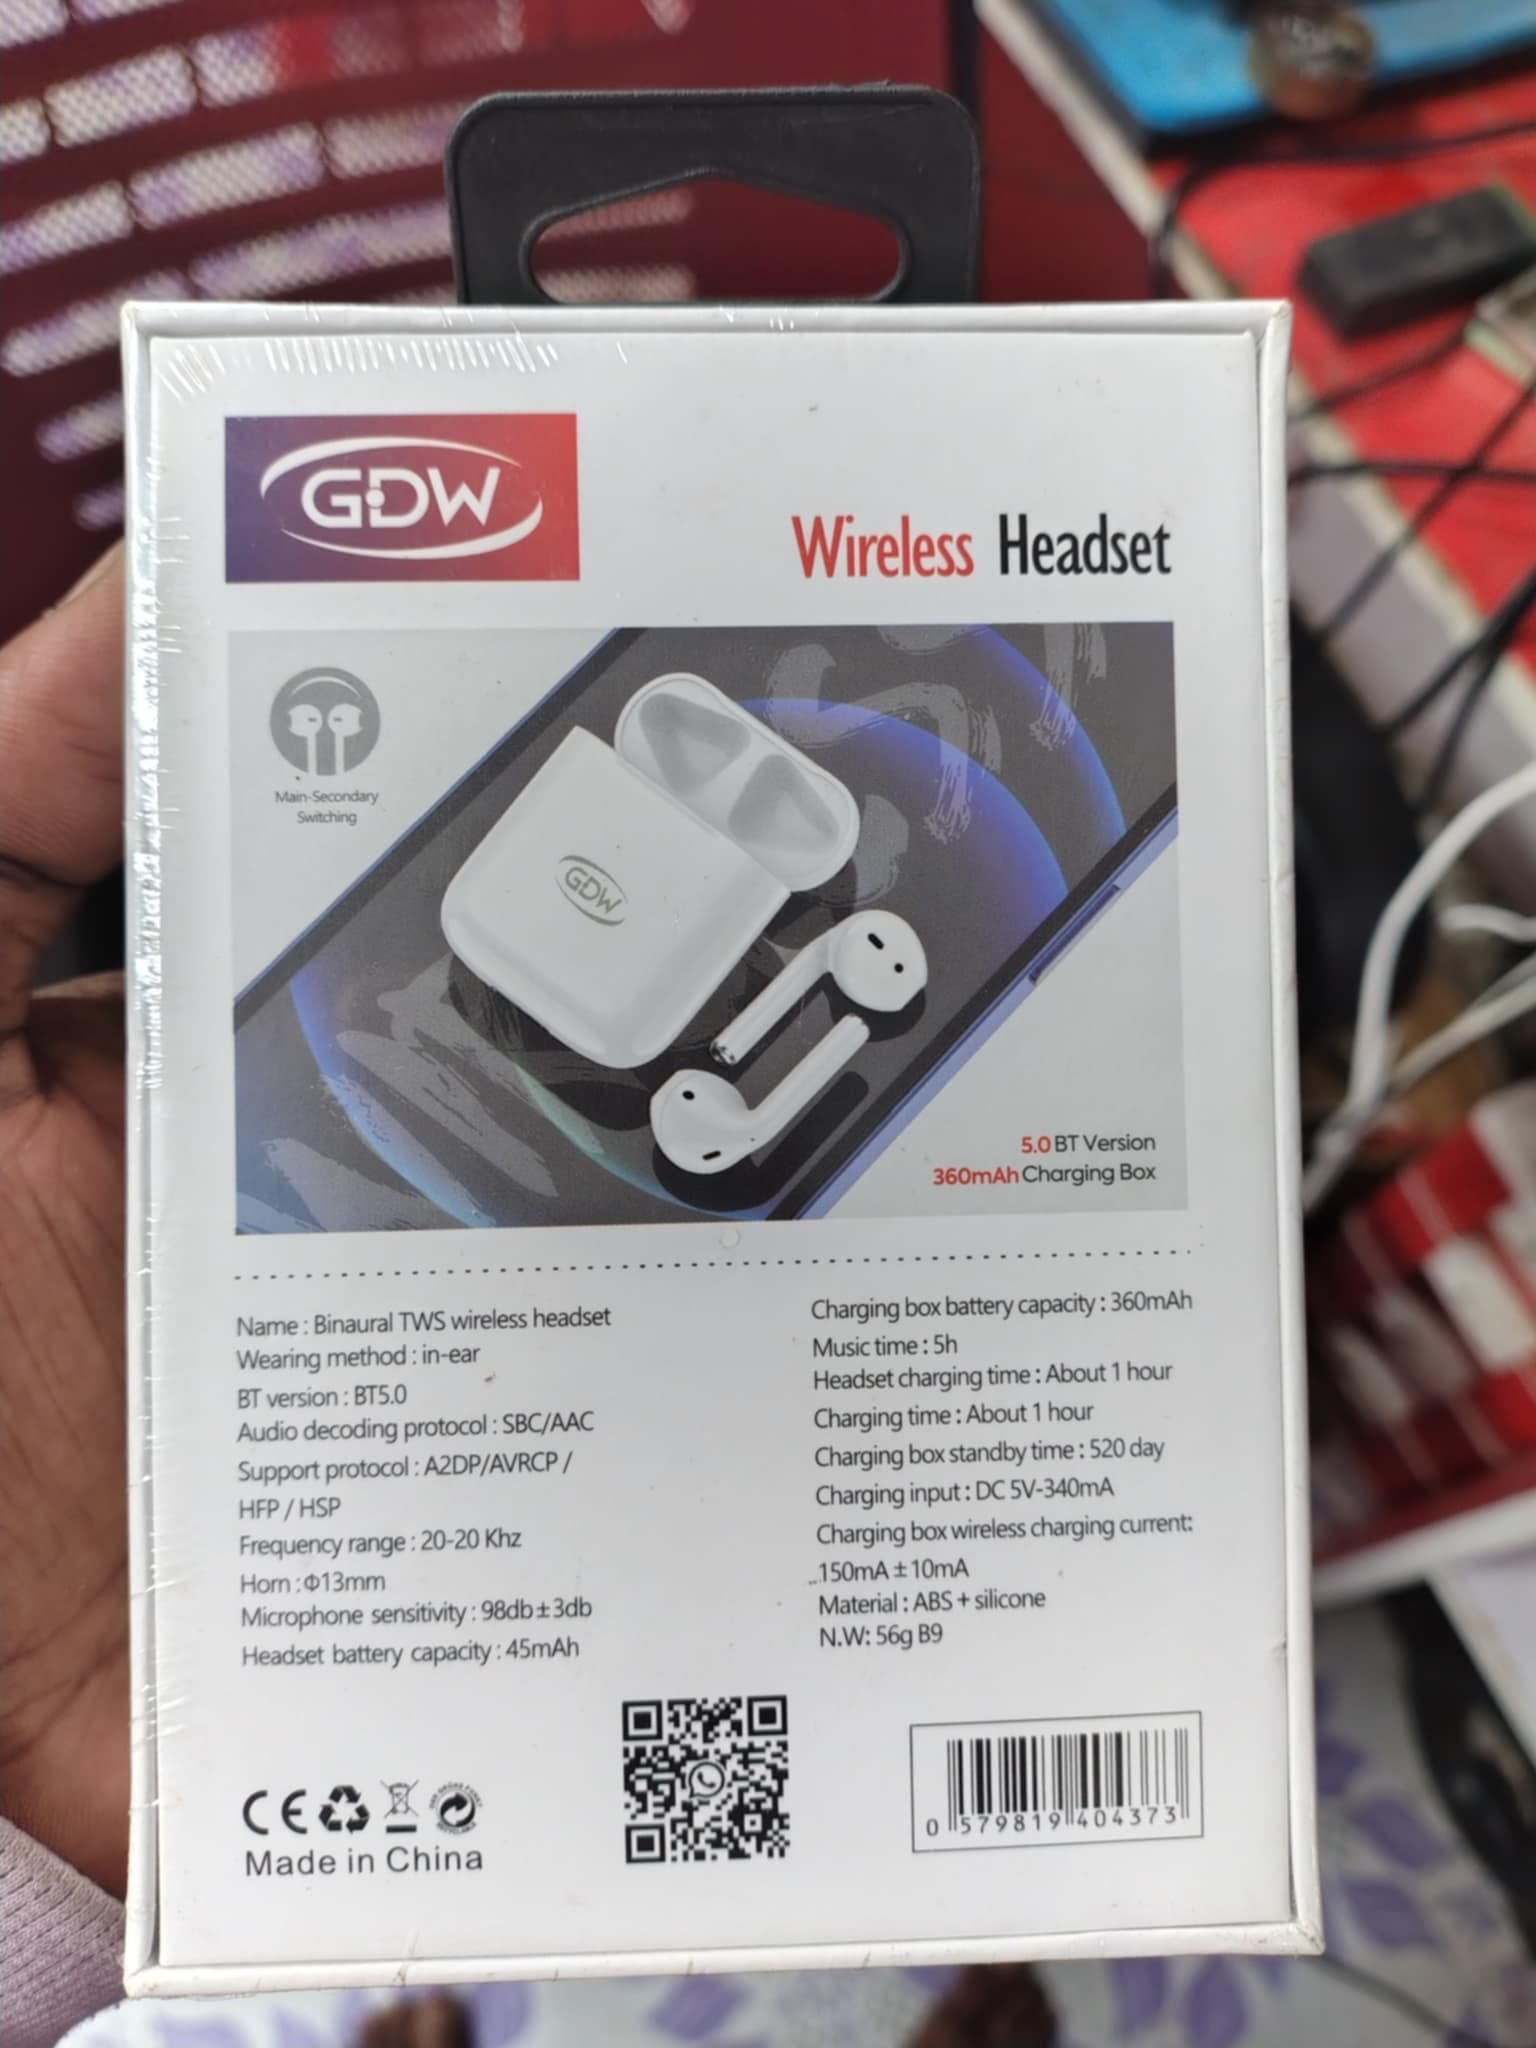 GDW
Wireless Headset
Main-Secondary
Switching
GDW
5.0 BT Version
360mAh Charging Box
Name : Binaural TWS wireless headset
Wearing method : in-ear
BT version : BT5.0
Audio decoding protocol : SBC/AAC
Support protocol : A2DP/AVRCP /
HFP / HSP
Frequency range : 20-20 Khz
Horn : Φ13mm
Microphone sensitivity : 98db±3db
Headset battery capacity : 45mAh
Charging box battery capacity : 360mAh
Music time : 5h
Headset charging time : About 1 hour
Charging time : About 1 hour
Charging box standby time : 520 day
Charging input : DC 5V-340mA
Charging box wireless charging current:
150mA ± 10mA
Material : ABS + silicone
N.W: 56g B9
CE
Made in China
0 579819 404373